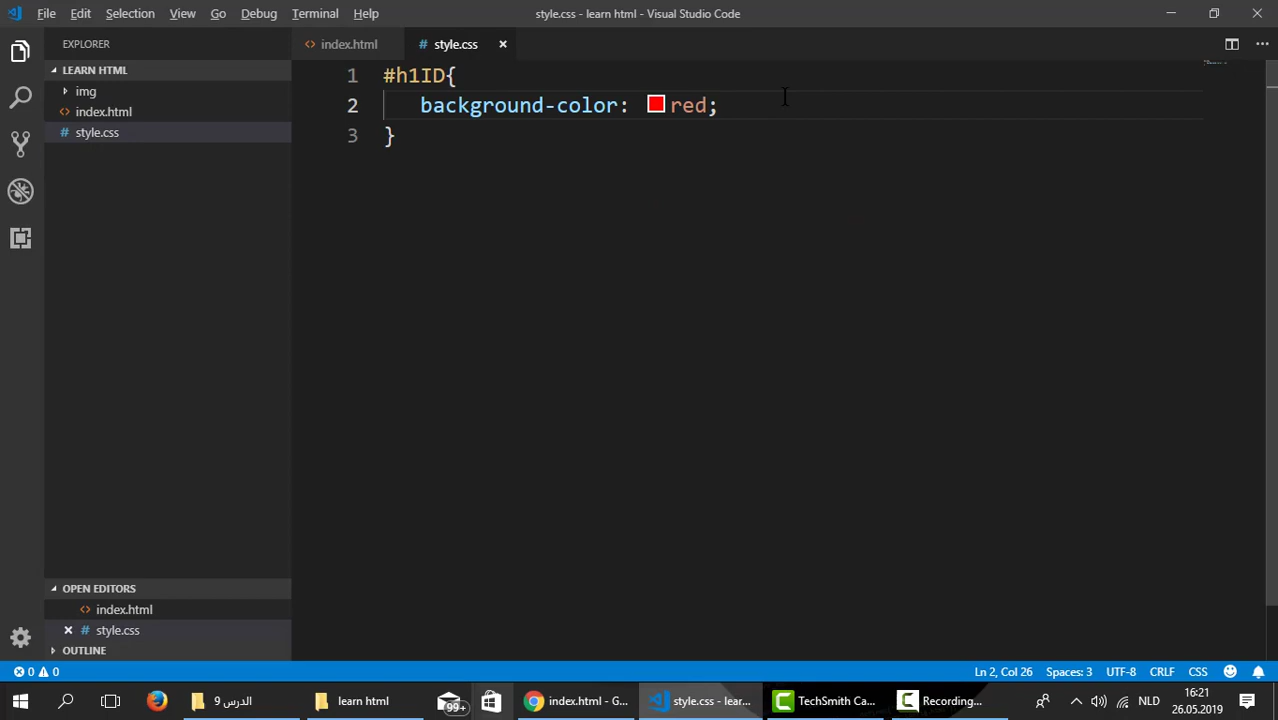 File Edit Selection View Go Debug Terminal Help
style.css - learn html - Visual Studio Code
EXPLORER
index.html
style.css
LEARN HTML
img
index.html
style.css
1 #h1ID{
2 background-color: red;
3 }
OPEN EDITORS
index.html
style.css
OUTLINE
0 0
Ln 2, Col 26
Spaces: 3
UTF-8
CRLF
CSS
الدرس 9
learn html
99+
index.html - G...
style.css - lear...
TechSmith Ca...
Recording...
NLD
16:21
26.05.2019